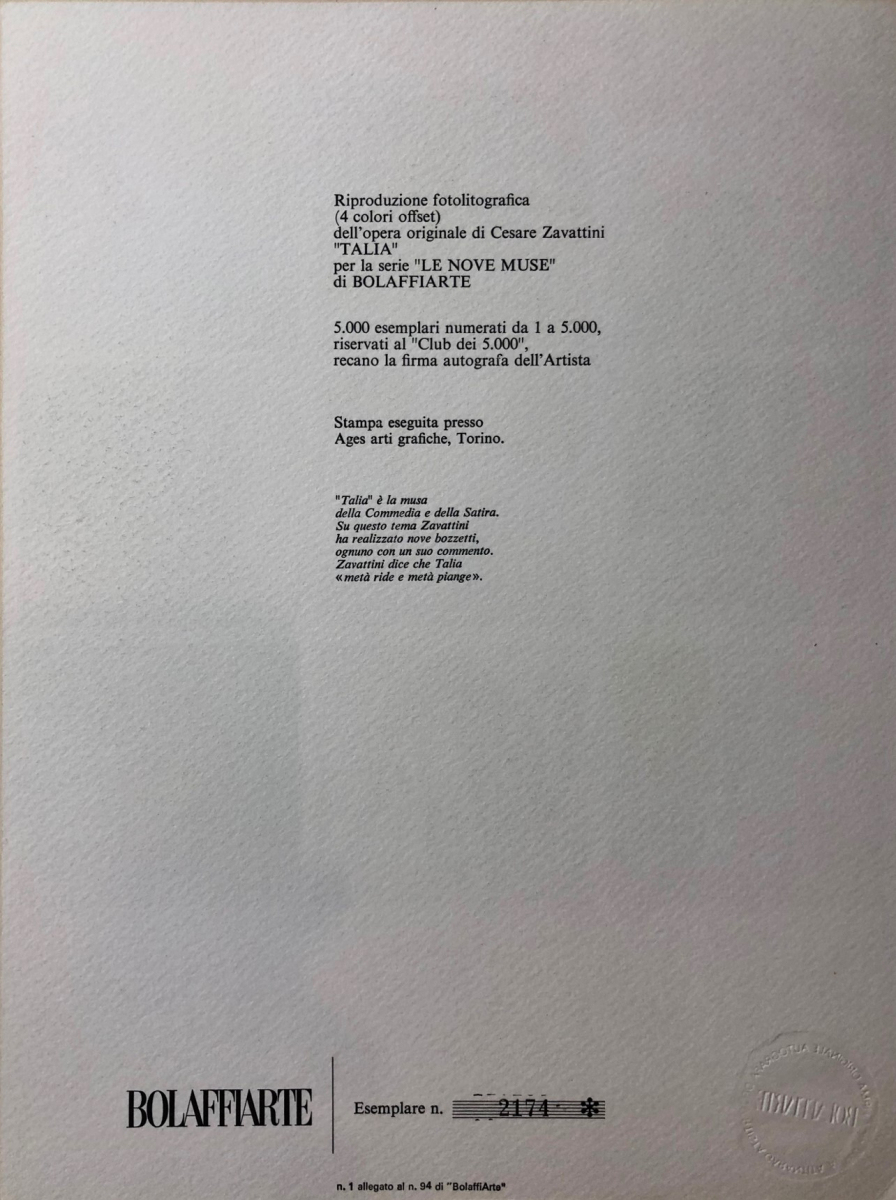 Riproduzione fotolitografica
(4 colori offset)
dell'opera originale di Cesare Zavattini
"TALIA"
per la serie "LE NOVE MUSE"
di BOLAFFIARTE
5.000 esemplari numerati da 1 a 5.000,
riservati al "Club dei 5.000",
recano la firma autografa dell'Artista
Stampa eseguita presso
Ages arti grafiche, Torino.
"Talia" è la musa
della Commedia e della Satira.
Su questo tema Zavattini
ha realizzato nove bozzetti,
ognuno con un suo commento.
Zavattini dice che Talia
«metà ride e metà piange».
BOLAFFIARTE
Esemplare n. 2174 *
n. 1 allegato al n. 94 di "BolaffiArte"
BOLAFFIARTE